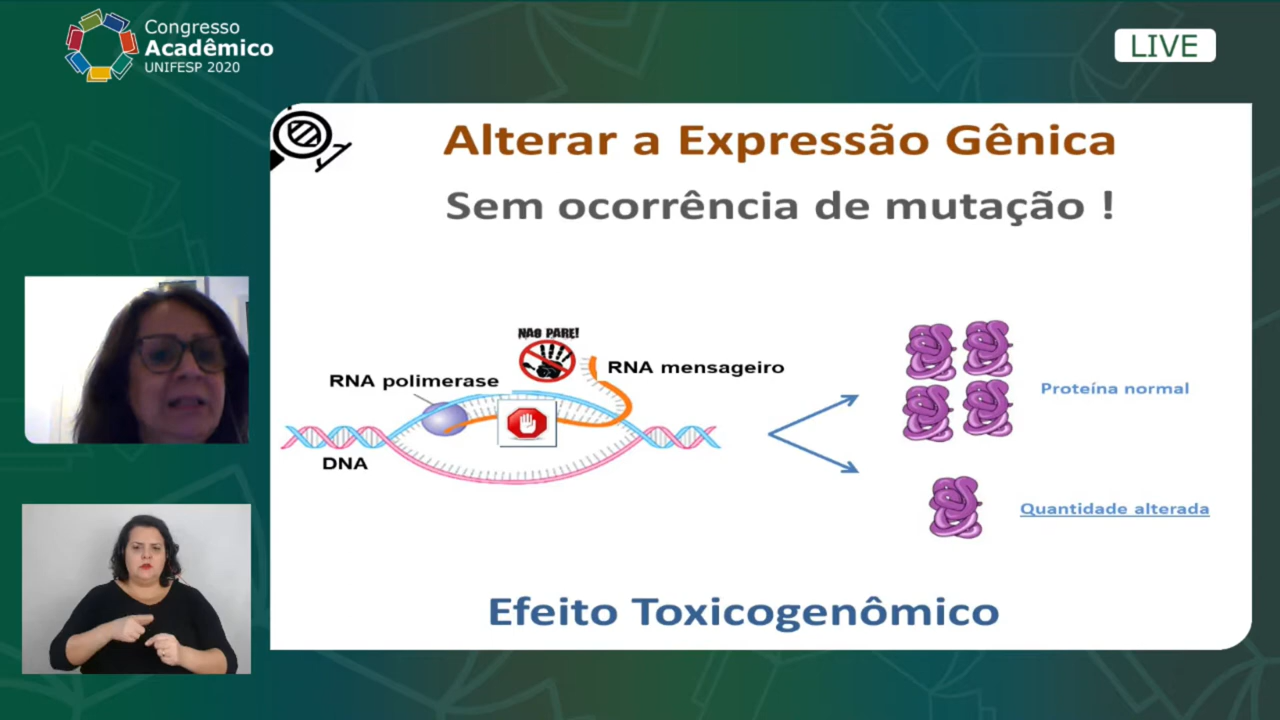 Congresso
Acadêmico
UNIFESP 2020
LIVE
Alterar a Expressão Gênica
Sem ocorrência de mutação !
NÃO PARE!
RNA mensageiro
RNA polimerase
DNA
Proteína normal
Quantidade alterada
Efeito Toxicogenômico